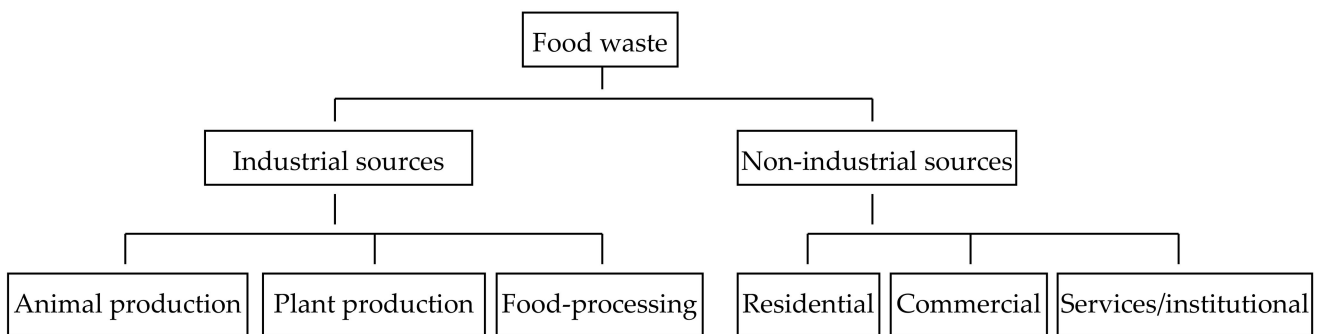 Food waste
Industrial sources
Non-industrial sources
Animal production
Plant production
Food-processing
Residential
Commercial
Services/institutional